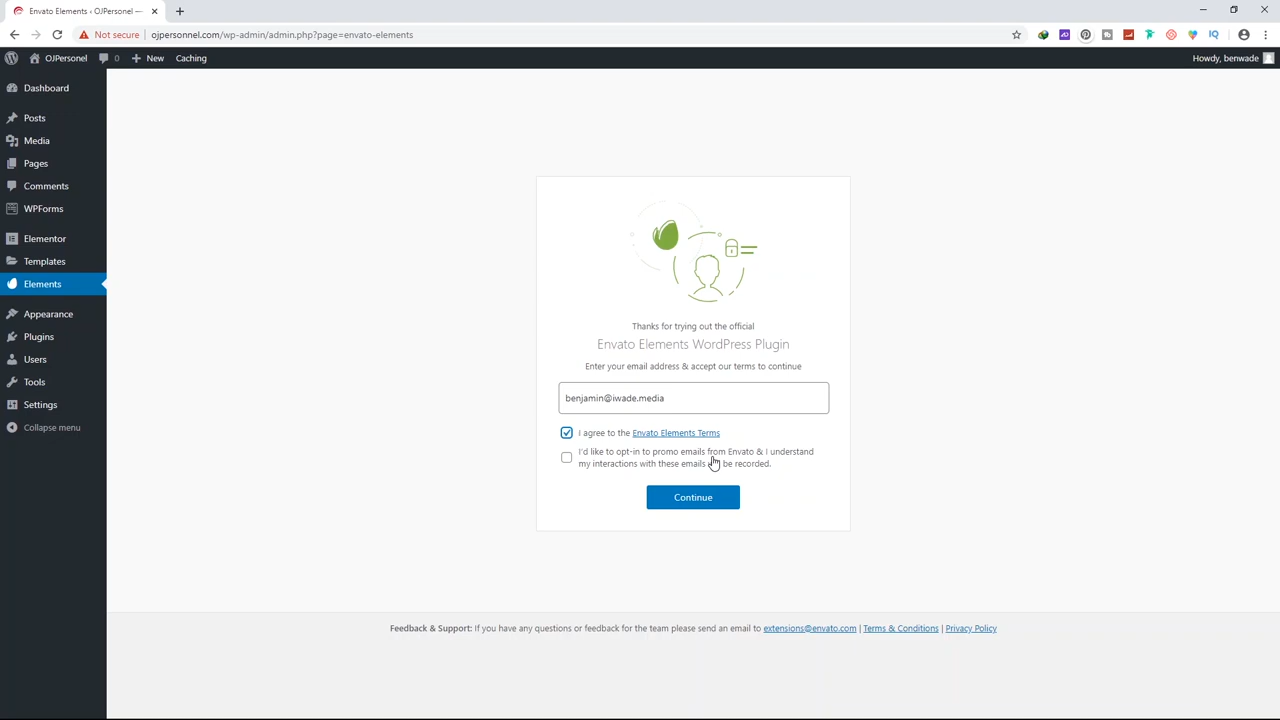 Envato Elements ‹ OJPersonel —
Not secure
ojpersonnel.com/wp-admin/admin.php?page=envato-elements
OJPersonel
0
New
Caching
Howdy, benwade
Dashboard
Posts
Media
Pages
Comments
WPForms
Elementor
Templates
Elements
Appearance
Plugins
Users
Tools
Settings
Collapse menu
Thanks for trying out the official
Envato Elements WordPress Plugin
Enter your email address & accept our terms to continue
benjamin@iwade.media
I agree to the Envato Elements Terms
I'd like to opt-in to promo emails from Envato & I understand
my interactions with these emails be recorded.
Continue
Feedback & Support: If you have any questions or feedback for the team please send an email to extensions@envato.com | Terms & Conditions | Privacy Policy